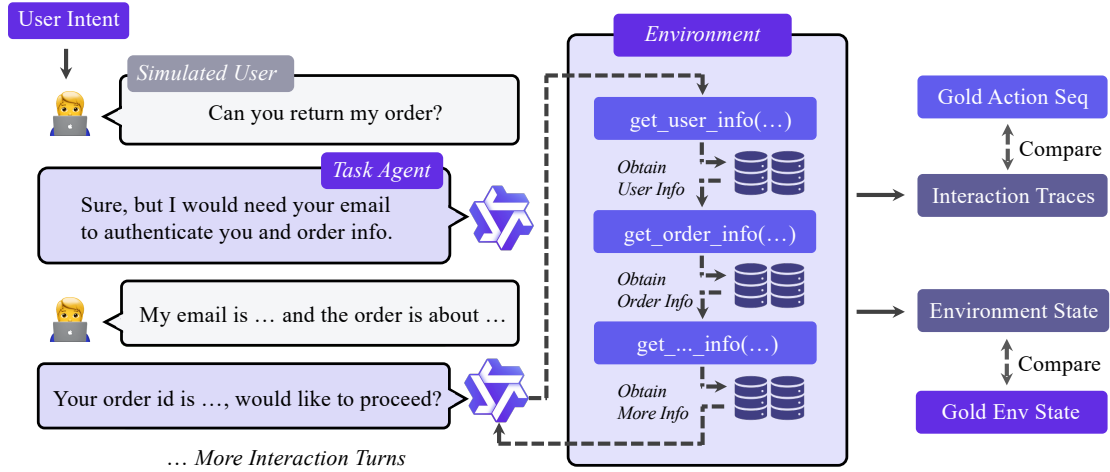 User Intent
Simulated User
Can you return my order?
Task Agent
Sure, but I would need your email
to authenticate you and order info.
My email is … and the order is about …
Your order id is …, would like to proceed?
… More Interaction Turns
Environment
get_user_info(…)
Obtain
User Info
get_order_info(…)
Obtain
Order Info
get_..._info(…)
Obtain
More Info
Gold Action Seq
Compare
Interaction Traces
Environment State
Compare
Gold Env State